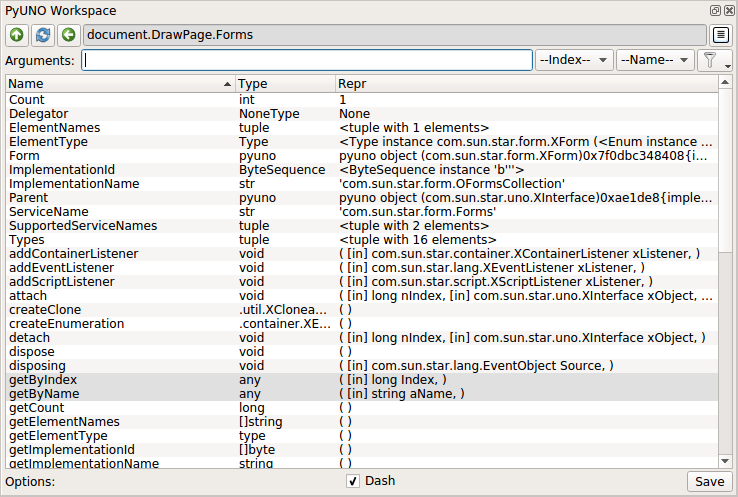 PyUNO Workspace
document.DrawPage.Forms
Arguments: --Index-- --Name--
Name Type Repr
Count int 1
Delegator NoneType None
ElementNames tuple <tuple with 1 elements>
ElementType Type <Type instance com.sun.star.form.XForm (<Enum instance ...
Form pyuno pyuno object (com.sun.star.form.XForm)0x7f0dbc348408{i...
ImplementationId ByteSequence <ByteSequence instance 'b'''>
ImplementationName str 'com.sun.star.form.OFormsCollection'
Parent pyuno pyuno object (com.sun.star.uno.XInterface)0xae1de8{imple...
ServiceName str 'com.sun.star.form.Forms'
SupportedServiceNames tuple <tuple with 2 elements>
Types tuple <tuple with 16 elements>
addContainerListener void ( [in] com.sun.star.container.XContainerListener xListener, )
addEventListener void ( [in] com.sun.star.lang.XEventListener xListener, )
addScriptListener void ( [in] com.sun.star.script.XScriptListener xListener, )
attach void ( [in] long nIndex, [in] com.sun.star.uno.XInterface xObject, ...
createClone .util.XClonea... ( )
createEnumeration .container.XE... ( )
detach void ( [in] long nIndex, [in] com.sun.star.uno.XInterface xObject, )
dispose void ( )
disposing void ( [in] com.sun.star.lang.EventObject Source, )
getByIndex any ( [in] long Index, )
getByName any ( [in] string aName, )
getCount long ( )
getElementNames []string ( )
getElementType type ( )
getImplementationId []byte ( )
getImplementationName string ( )
Options: Dash Save